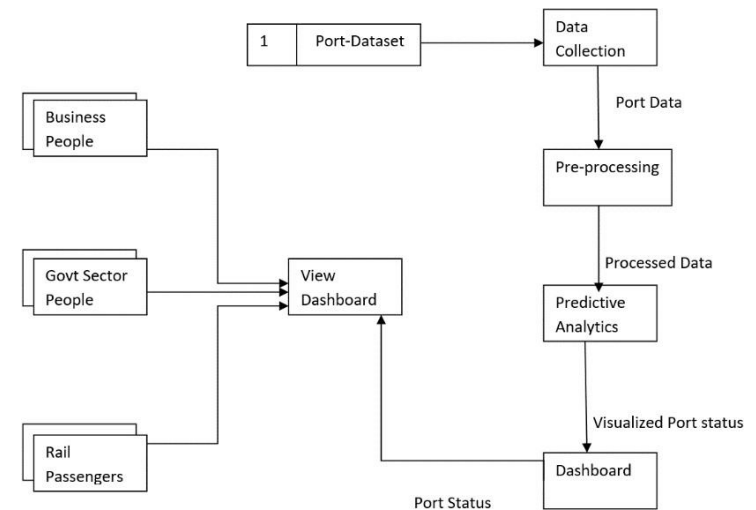 1 Port-Dataset
Data
Collection
Port Data
Business
People
Pre-processing
Processed Data
Govt Sector
People
View
Dashboard
Predictive
Analytics
Visualized Port status
Rail
Passengers
Dashboard
Port Status